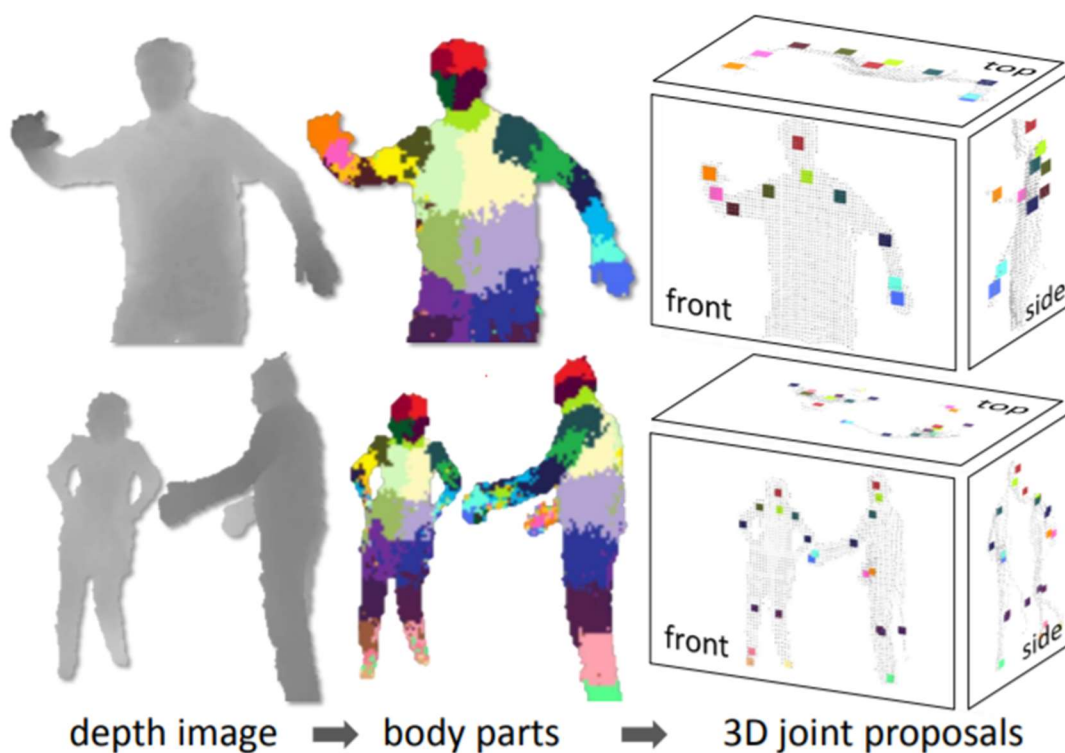 top
front
side
top
front
side
depth image
body parts
3D joint proposals